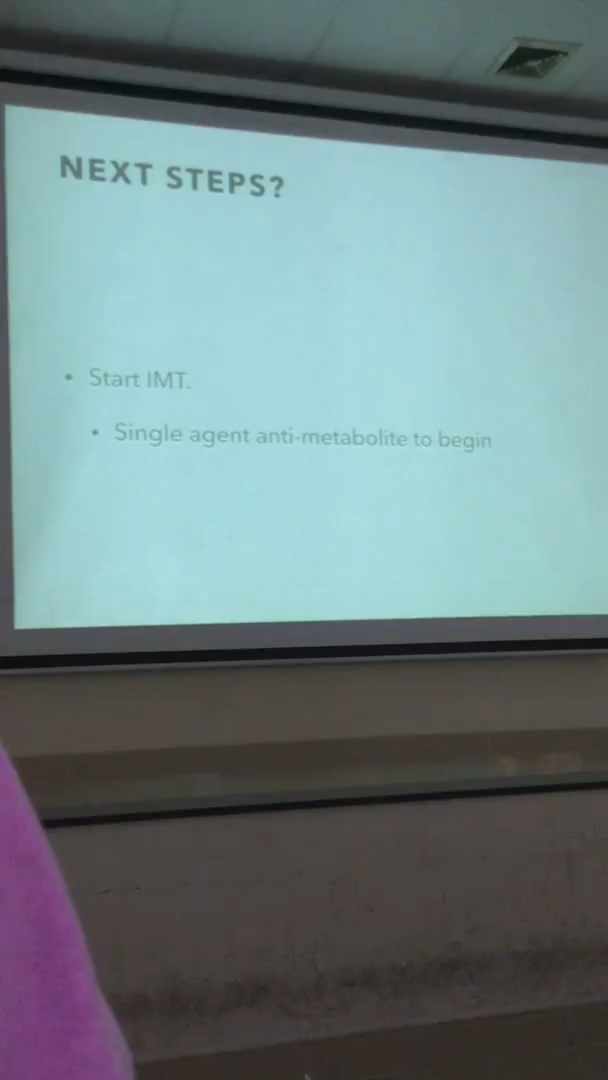 NEXT STEPS?
• Start IMT.
• Single agent anti-metabolite to begin